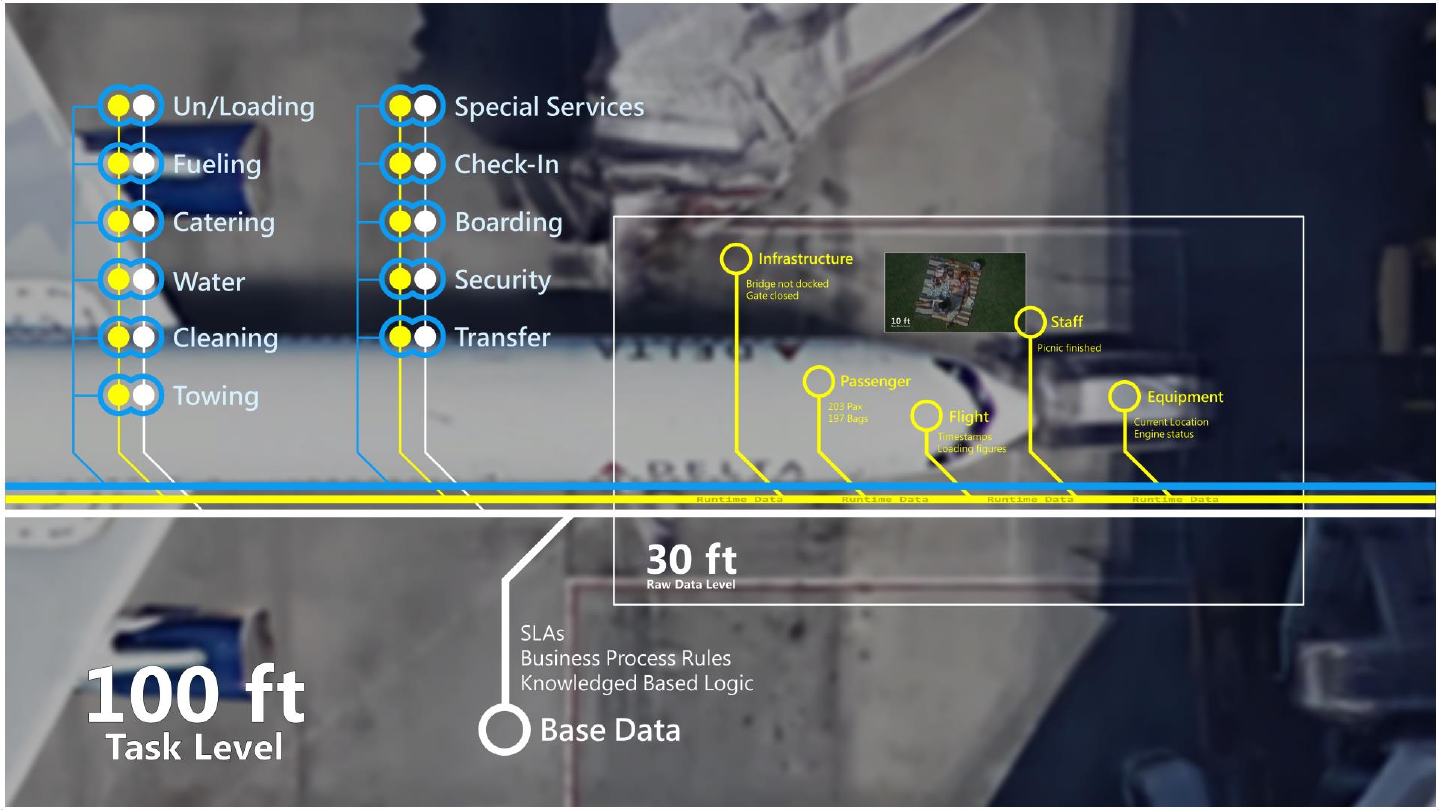 Un/Loading
Fueling
Catering
Water
Cleaning
Towing
Special Services
Check-In
Boarding
Security
Transfer
Infrastructure
Bridge not docked
Gate closed
10 ft
Staff
Picnic finished
Passenger
203 Pax
197 Bags
Flight
Timestamps
Loading figures
Equipment
Current Location
Engine status
DELTA
DELTA
Runtime Data
Runtime Data
Runtime Data
Runtime Data
30 ft
Raw Data Level
SLAs
Business Process Rules
Knowledged Based Logic
Base Data
100 ft
Task Level